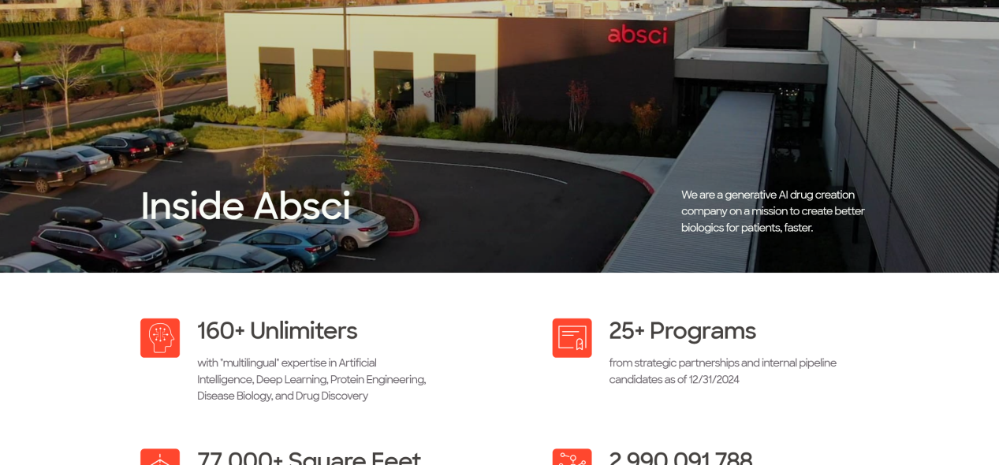 absci
Inside Absci
We are a generative AI drug creation
company on a mission to create better
biologics for patients, faster.
160+ Unlimiters
with "multilingual" expertise in Artificial
Intelligence, Deep Learning, Protein Engineering,
Disease Biology, and Drug Discovery
25+ Programs
from strategic partnerships and internal pipeline
candidates as of 12/31/2024
77,000+ Square Feet
2,990,091,788